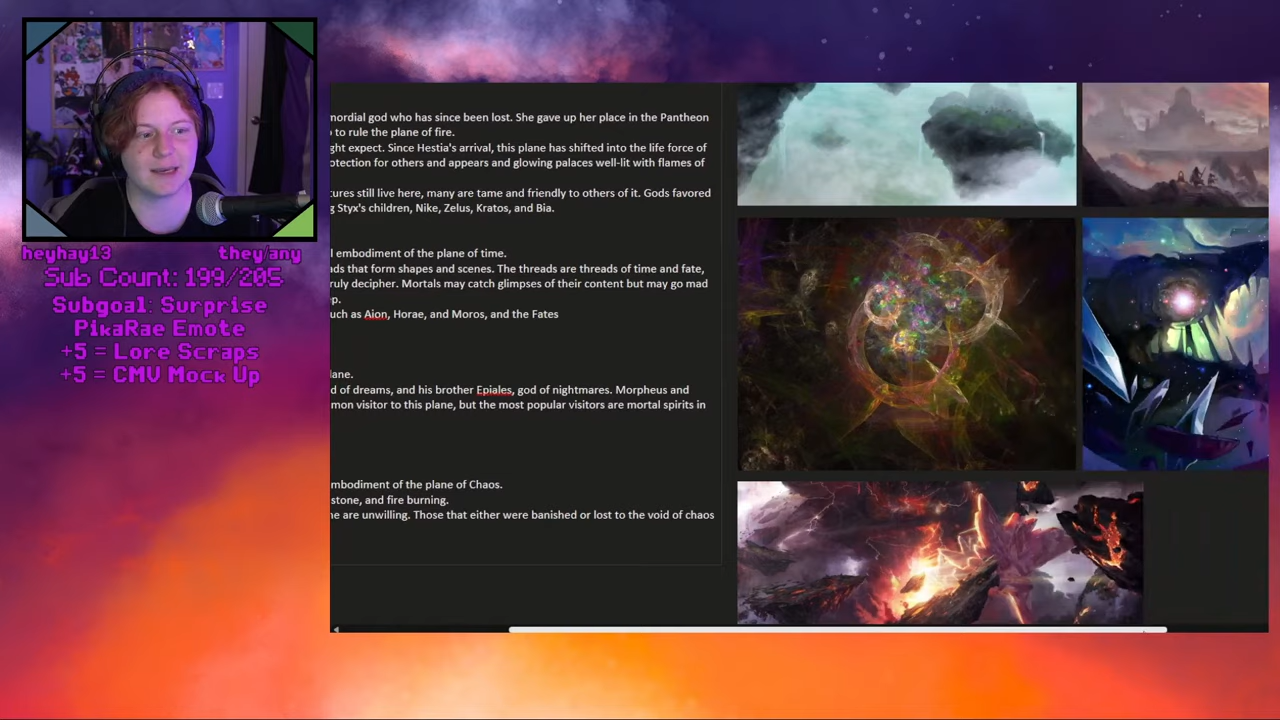 heyhay13 they/any
Sub Count: 199/205
Subgoal: Surprise
PikaRae Emote
+5 = Lore Scraps
+5 = CMV Mock Up
mordial god who has since been lost. She gave up her place in the Pantheon
to rule the plane of fire.
ght expect. Since Hestia's arrival, this plane has shifted into the life force of
otection for others and appears and glowing palaces well-lit with flames of
tures still live here, many are tame and friendly to others of it. Gods favored
g Styx's children, Nike, Zelus, Kratos, and Bia.
l embodiment of the plane of time.
ads that form shapes and scenes. The threads are threads of time and fate,
ruly decipher. Mortals may catch glimpses of their content but may go mad
p.
uch as Aion, Horae, and Moros, and the Fates
lane.
d of dreams, and his brother Epiales, god of nightmares. Morpheus and
mon visitor to this plane, but the most popular visitors are mortal spirits in
mbodiment of the plane of Chaos.
stone, and fire burning.
ne are unwilling. Those that either were banished or lost to the void of chaos